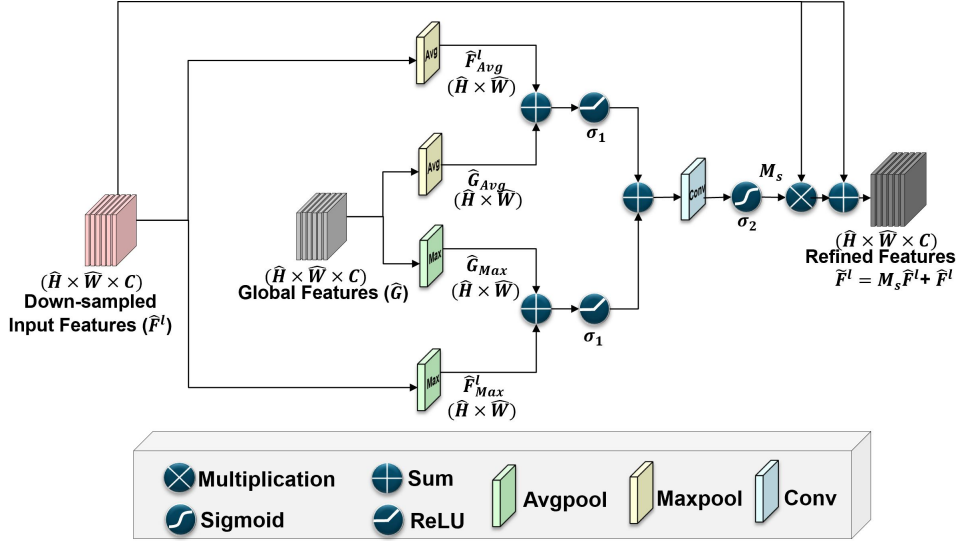 Avg
F̂ˡ_Avg
(Ĥ × Ŵ)
σ₁
Avg
Ĝ_Avg
(Ĥ × Ŵ)
M_s
Conv
σ₂
(Ĥ × Ŵ × C)
Down-sampled
Input Features (F̂ˡ)
(Ĥ × Ŵ × C)
Global Features (Ĝ)
Max
Ĝ_Max
(Ĥ × Ŵ)
σ₁
(Ĥ × Ŵ × C)
Refined Features
F̃ˡ = M_s F̂ˡ + F̂ˡ
Max
F̂ˡ_Max
(Ĥ × Ŵ)
Multiplication
Sum
Avgpool
Maxpool
Conv
Sigmoid
ReLU